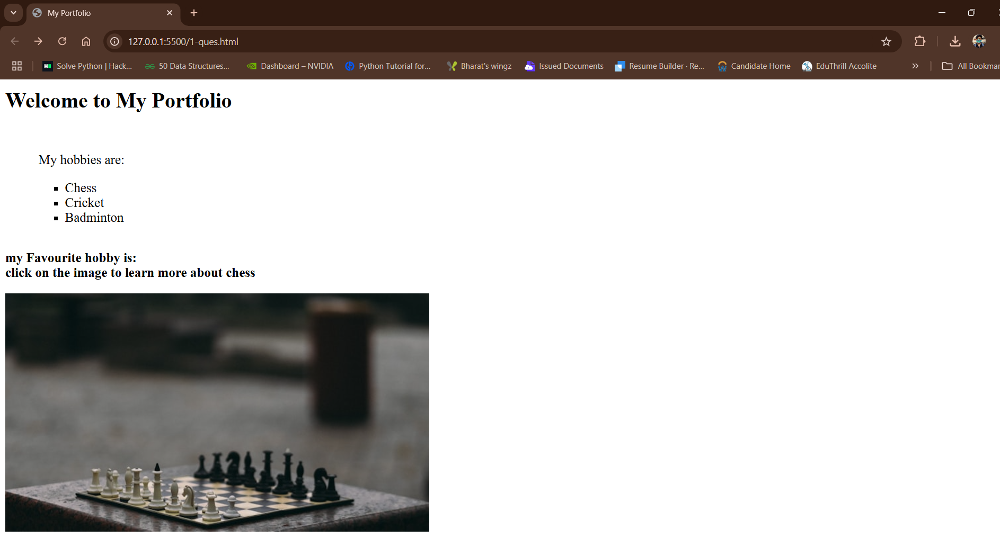 My Portfolio
127.0.0.1:5500/1-ques.html
Solve Python | Hack... 50 Data Structures... Dashboard – NVIDIA Python Tutorial for... Bharat's wingz Issued Documents Resume Builder · Re... Candidate Home EduThrill Accolite All Bookmar
Welcome to My Portfolio
My hobbies are:
Chess
Cricket
Badminton
my Favourite hobby is:
click on the image to learn more about chess